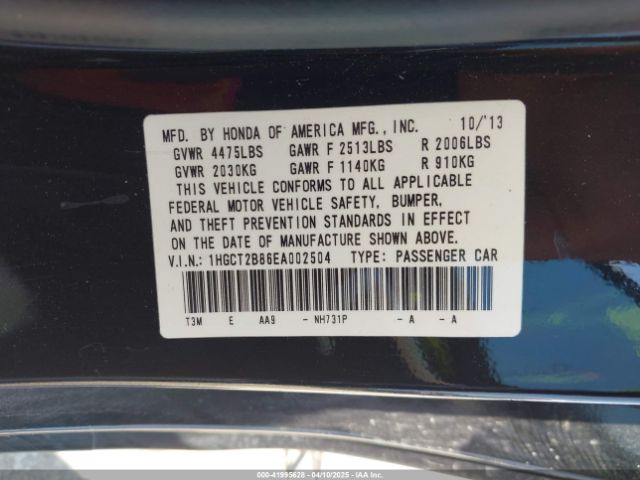 MFD. BY HONDA OF AMERICA MFG., INC. 10/'13
GVWR 4475LBS GAWR F 2513LBS R 2006LBS
GVWR 2030KG GAWR F 1140KG R 910KG
THIS VEHICLE CONFORMS TO ALL APPLICABLE
FEDERAL MOTOR VEHICLE SAFETY, BUMPER,
AND THEFT PREVENTION STANDARDS IN EFFECT
ON THE DATE OF MANUFACTURE SHOWN ABOVE.
V.I.N.: 1HGCT2B86EA002504 TYPE: PASSENGER CAR
T3M E AA9 - NH731P - A - A
000-41995628 - 04/10/2025 - IAA Inc.